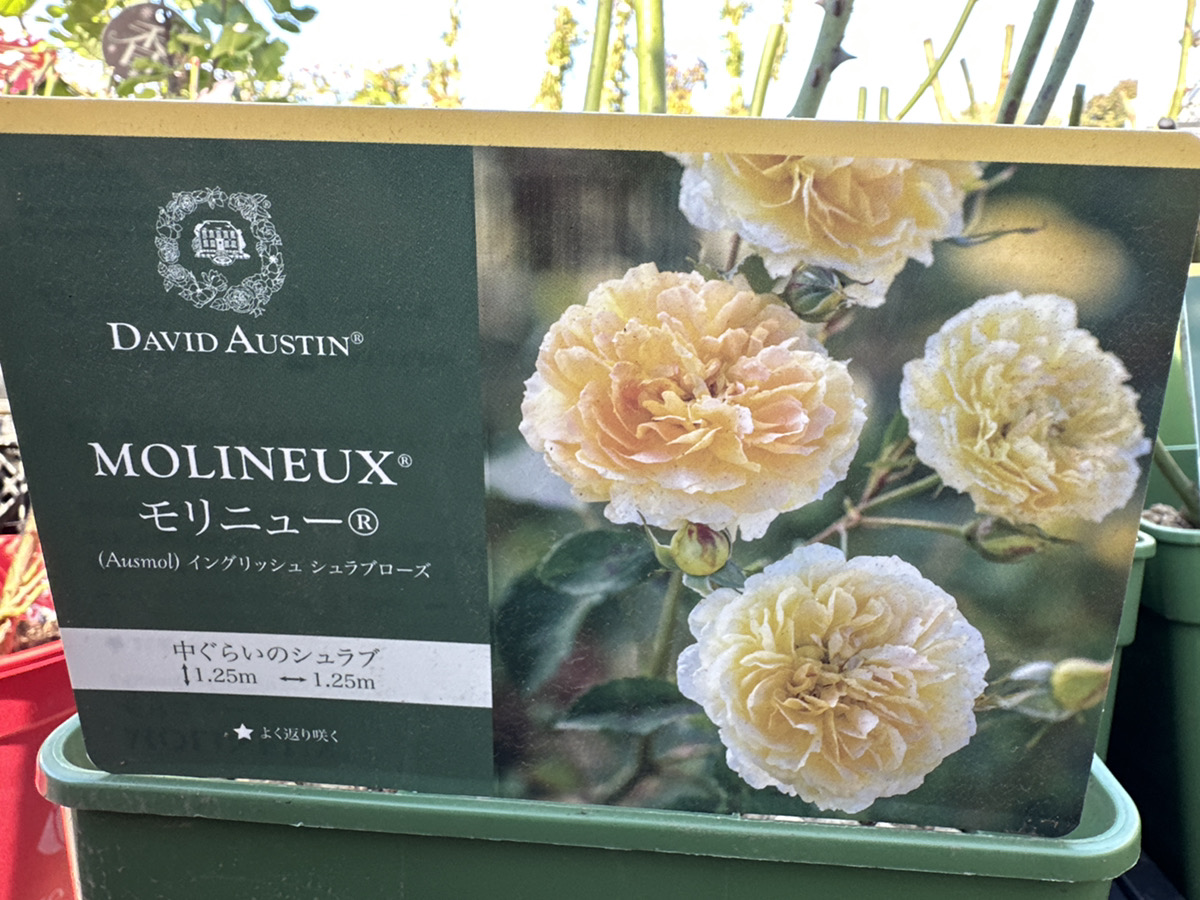 DAVID AUSTIN®
MOLINEUX®
モリニュー®
(Ausmol) イングリッシュ シュラブローズ
中ぐらいのシュラブ
↕1.25m ↔1.25m
★ よく返り咲く